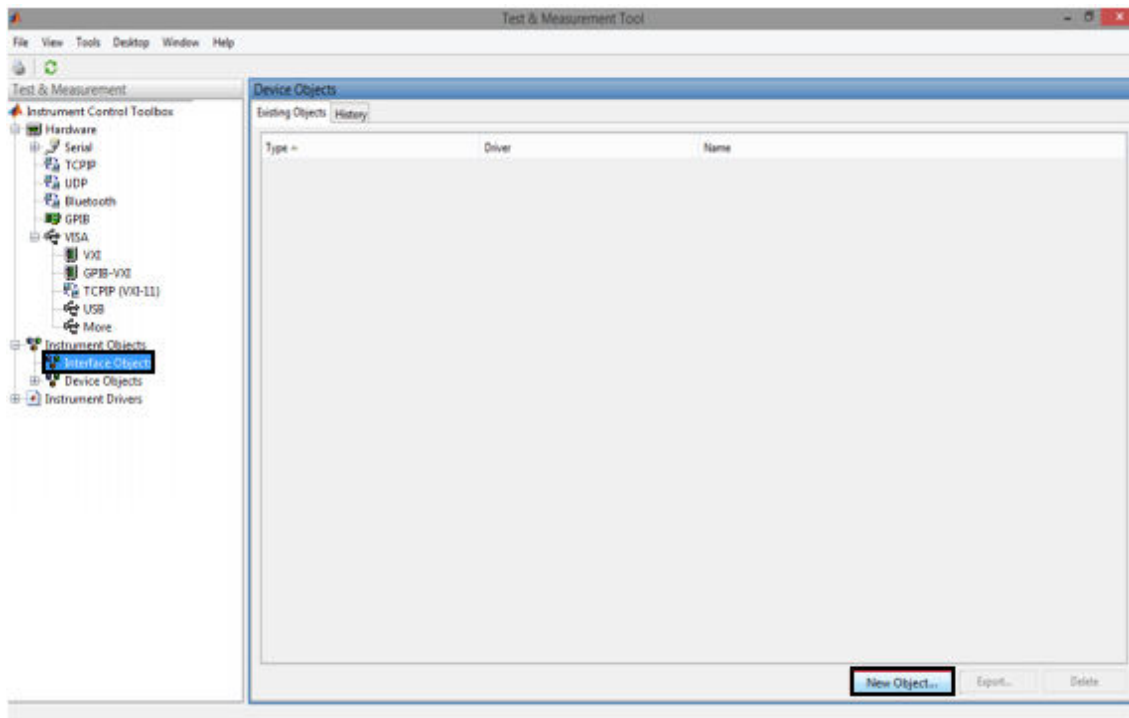 Test & Measurement Tool
File View Tools Desktop Window Help
Test & Measurement
Instrument Control Toolbox
Hardware
Serial
TCPIP
UDP
Bluetooth
GPIB
VISA
VXI
GPIB-VXI
TCPIP (VXI-11)
USB
More
Instrument Objects
Interface Object
Device Objects
Instrument Drivers
Device Objects
Existing Objects History
Type Driver Name
New Object... Export... Delete